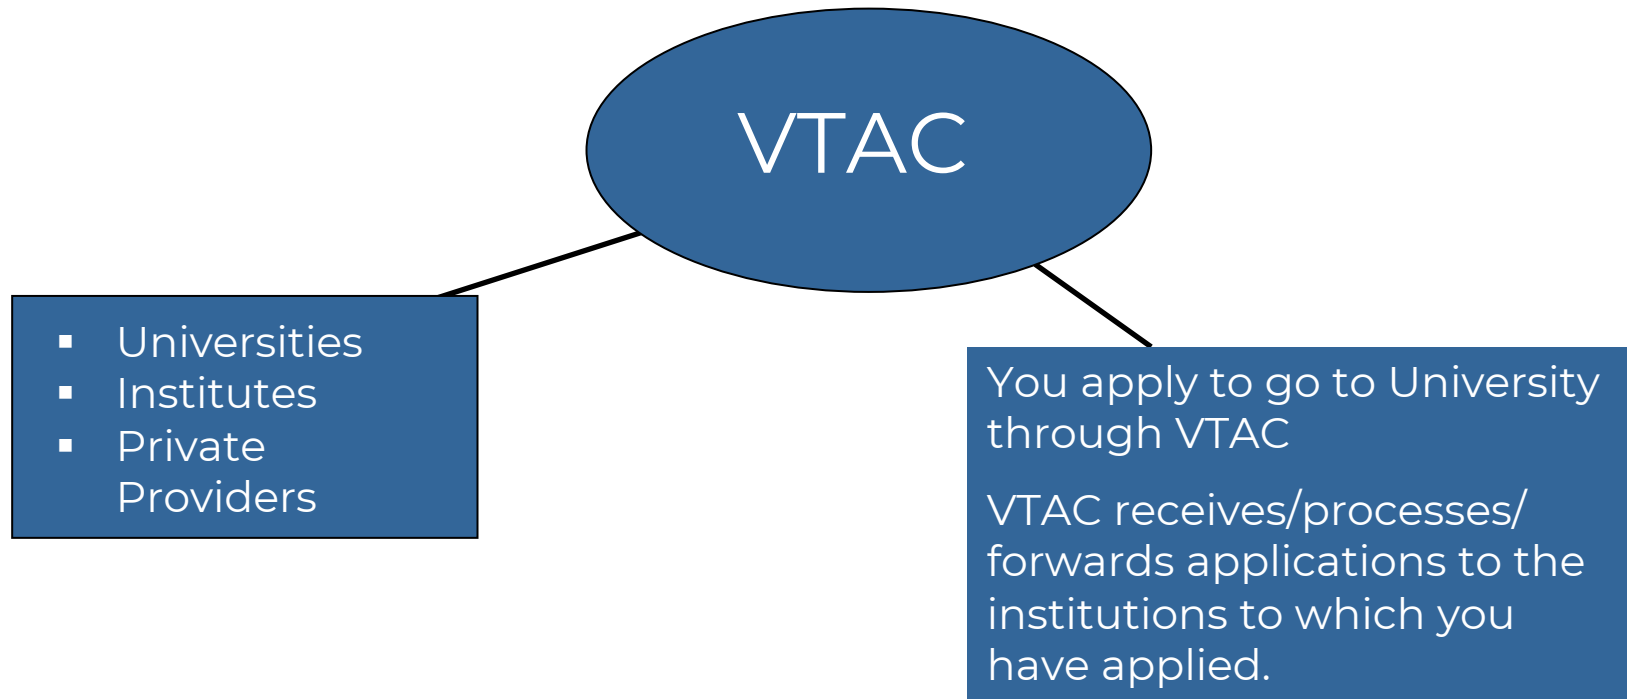 VTAC
▪ Universities
▪ Institutes
▪ Private
Providers
You apply to go to University
through VTAC
VTAC receives/processes/
forwards applications to the
institutions to which you
have applied.